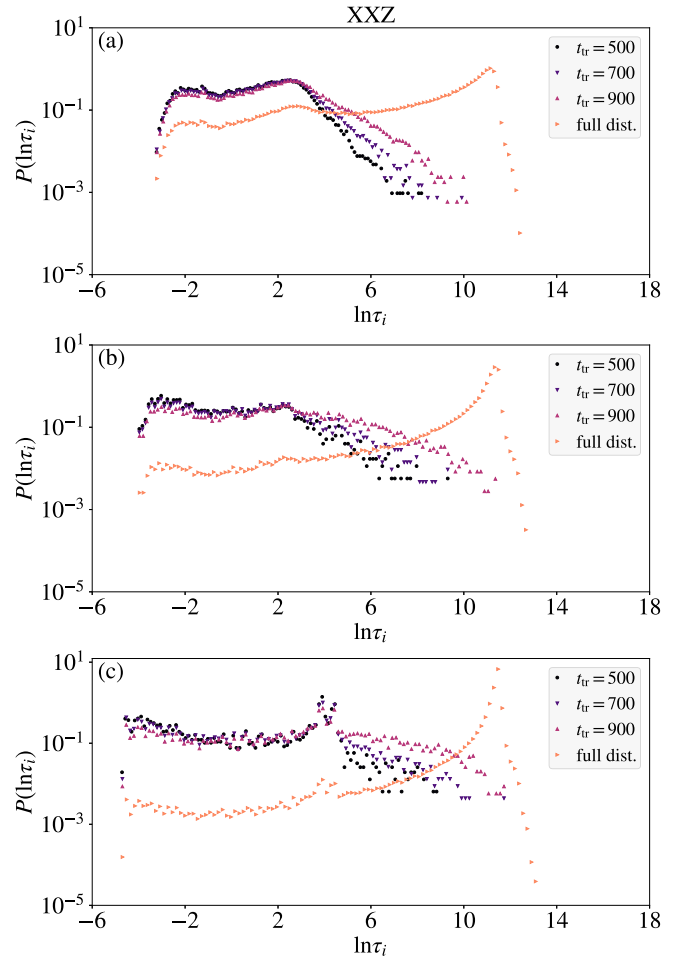 XXZ
(a)
t_tr = 500
t_tr = 700
t_tr = 900
full dist.
P(lnτ_i)
10^1
10^-1
10^-3
10^-5
−6 −2 2 6 10 14 18
lnτ_i
(b)
t_tr = 500
t_tr = 700
t_tr = 900
full dist.
P(lnτ_i)
10^1
10^-1
10^-3
10^-5
−6 −2 2 6 10 14 18
lnτ_i
(c)
t_tr = 500
t_tr = 700
t_tr = 900
full dist.
P(lnτ_i)
10^1
10^-1
10^-3
10^-5
−6 −2 2 6 10 14 18
lnτ_i